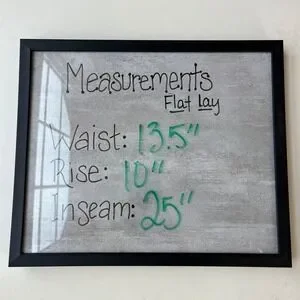 Measurements
Flat Lay
Waist: 13.5"
Rise: 10"
Inseam: 25"